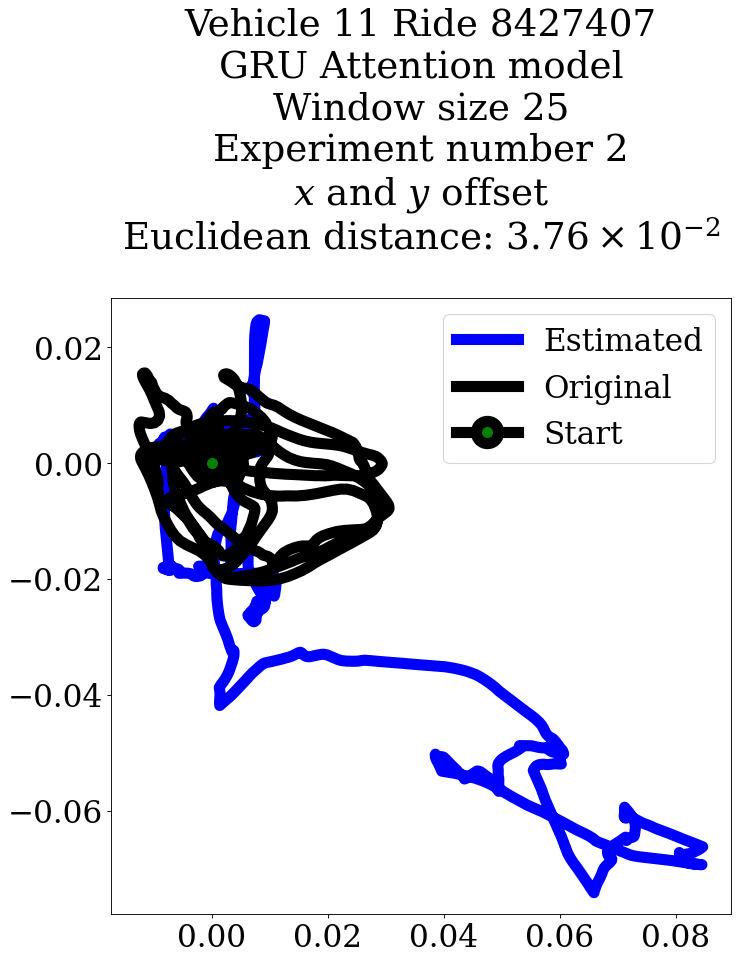 Vehicle 11 Ride 8427407
GRU Attention model
Window size 25
Experiment number 2
x and y offset
Euclidean distance: 3.76 × 10⁻²
Estimated
Original
Start
0.02
0.00
−0.02
−0.04
−0.06
0.00 0.02 0.04 0.06 0.08